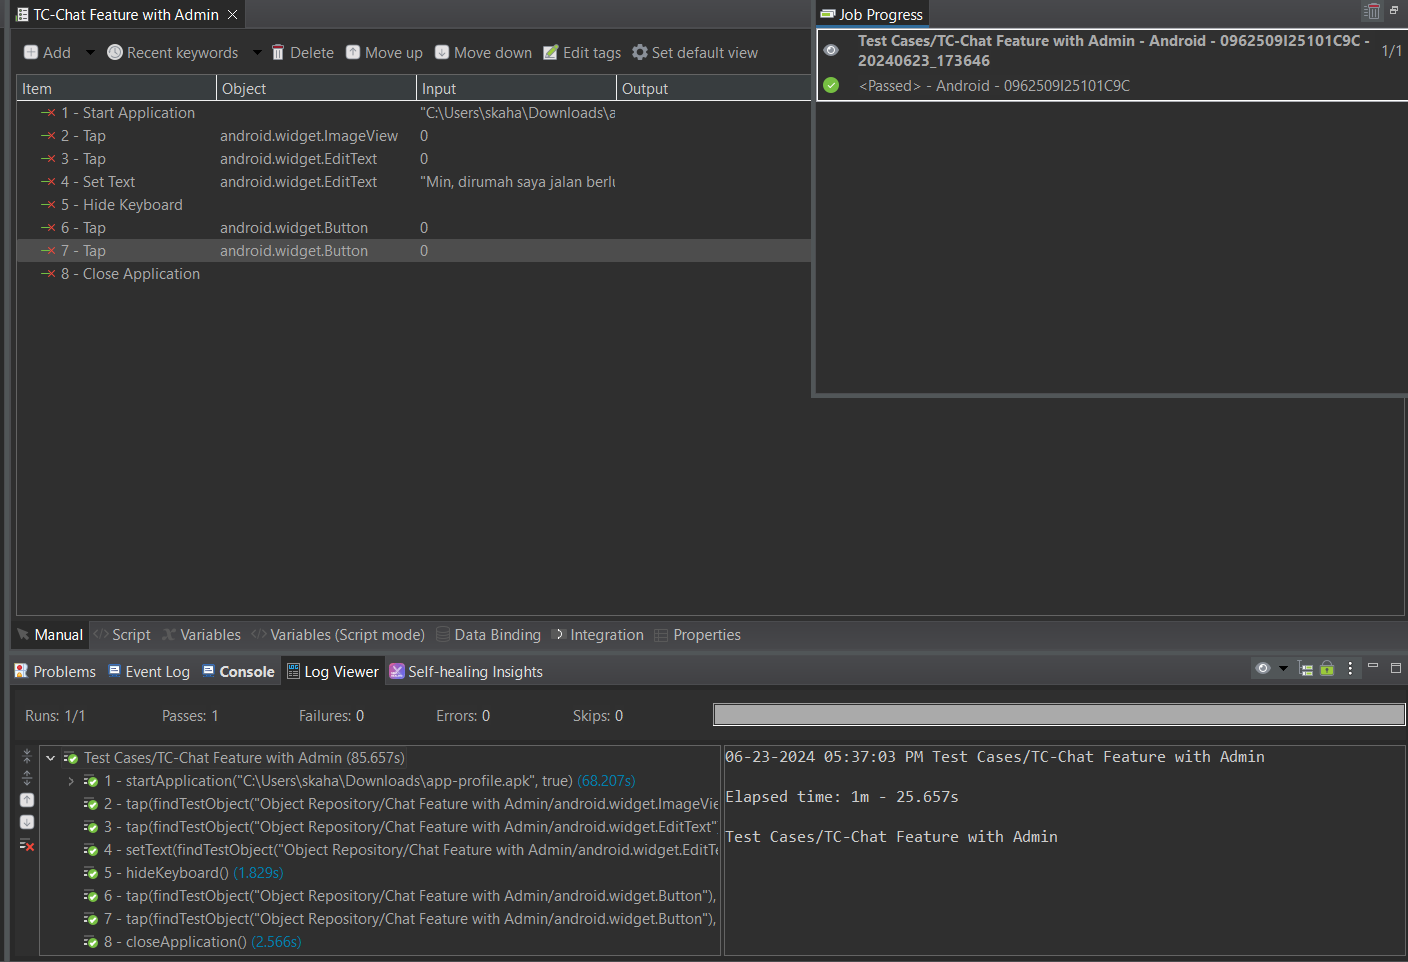 TC-Chat Feature with Admin
Job Progress
Add Recent keywords Delete Move up Move down Edit tags Set default view
Test Cases/TC-Chat Feature with Admin - Android - 0962509I25101C9C - 20240623_173646 1/1
<Passed> - Android - 0962509I25101C9C
Item Object Input Output
1 - Start Application "C:\Users\skaha\Downloads\a
2 - Tap android.widget.ImageView 0
3 - Tap android.widget.EditText 0
4 - Set Text android.widget.EditText "Min, dirumah saya jalan berlu
5 - Hide Keyboard
6 - Tap android.widget.Button 0
7 - Tap android.widget.Button 0
8 - Close Application
Manual Script Variables Variables (Script mode) Data Binding Integration Properties
Problems Event Log Console Log Viewer Self-healing Insights
Runs: 1/1 Passes: 1 Failures: 0 Errors: 0 Skips: 0
Test Cases/TC-Chat Feature with Admin (85.657s)
1 - startApplication("C:\Users\skaha\Downloads\app-profile.apk", true) (68.207s)
2 - tap(findTestObject("Object Repository/Chat Feature with Admin/android.widget.ImageVie
3 - tap(findTestObject("Object Repository/Chat Feature with Admin/android.widget.EditText"
4 - setText(findTestObject("Object Repository/Chat Feature with Admin/android.widget.EditTe
5 - hideKeyboard() (1.829s)
6 - tap(findTestObject("Object Repository/Chat Feature with Admin/android.widget.Button"),
7 - tap(findTestObject("Object Repository/Chat Feature with Admin/android.widget.Button"),
8 - closeApplication() (2.566s)
06-23-2024 05:37:03 PM Test Cases/TC-Chat Feature with Admin
Elapsed time: 1m - 25.657s
Test Cases/TC-Chat Feature with Admin